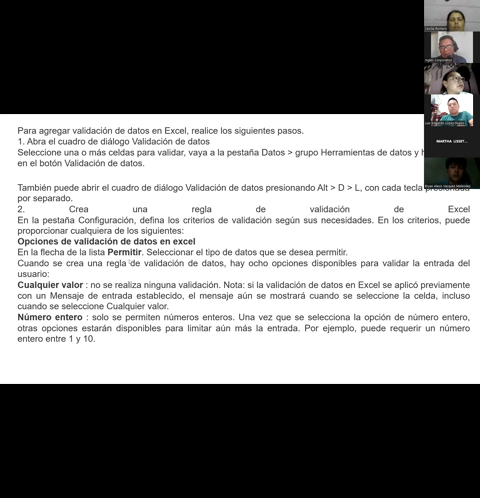 Para agregar validación de datos en Excel, realice los siguientes pasos.
1. Abra el cuadro de diálogo Validación de datos
Seleccione una o más celdas para validar, vaya a la pestaña Datos > grupo Herramientas de datos y h
en el botón Validación de datos.
También puede abrir el cuadro de diálogo Validación de datos presionando Alt > D > L, con cada tecla presionada
por separado.
2. Crea una regla de validación de Excel
En la pestaña Configuración, defina los criterios de validación según sus necesidades. En los criterios, puede
proporcionar cualquiera de los siguientes:
Opciones de validación de datos en excel
En la flecha de la lista Permitir. Seleccionar el tipo de datos que se desea permitir.
Cuando se crea una regla de validación de datos, hay ocho opciones disponibles para validar la entrada del
usuario:
Cualquier valor : no se realiza ninguna validación. Nota: si la validación de datos en Excel se aplicó previamente
con un Mensaje de entrada establecido, el mensaje aún se mostrará cuando se seleccione la celda, incluso
cuando se seleccione Cualquier valor.
Número entero : solo se permiten números enteros. Una vez que se selecciona la opción de número entero,
otras opciones estarán disponibles para limitar aún más la entrada. Por ejemplo, puede requerir un número
entero entre 1 y 10.
MARTHA LISSET...